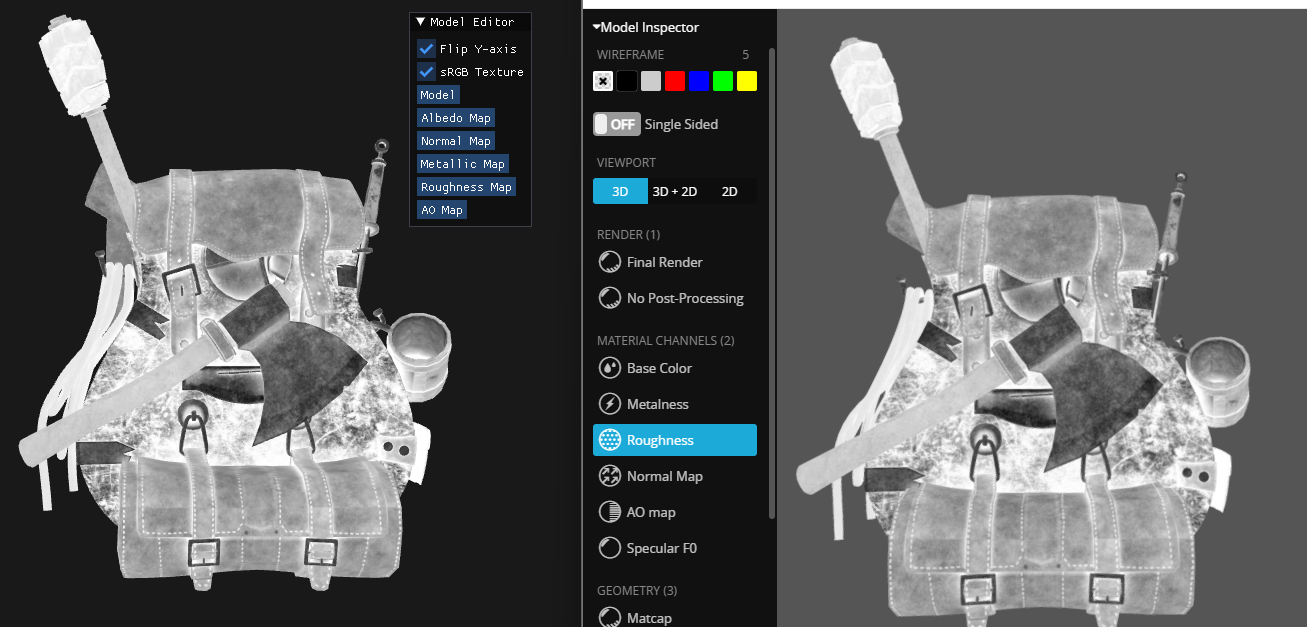 ▼ Model Editor
Flip Y-axis
sRGB Texture
Model
Albedo Map
Normal Map
Metallic Map
Roughness Map
AO Map
Model Inspector
WIREFRAME 5
OFF Single Sided
VIEWPORT
3D 3D + 2D 2D
RENDER (1)
Final Render
No Post-Processing
MATERIAL CHANNELS (2)
Base Color
Metalness
Roughness
Normal Map
AO map
Specular F0
GEOMETRY (3)
Matcap